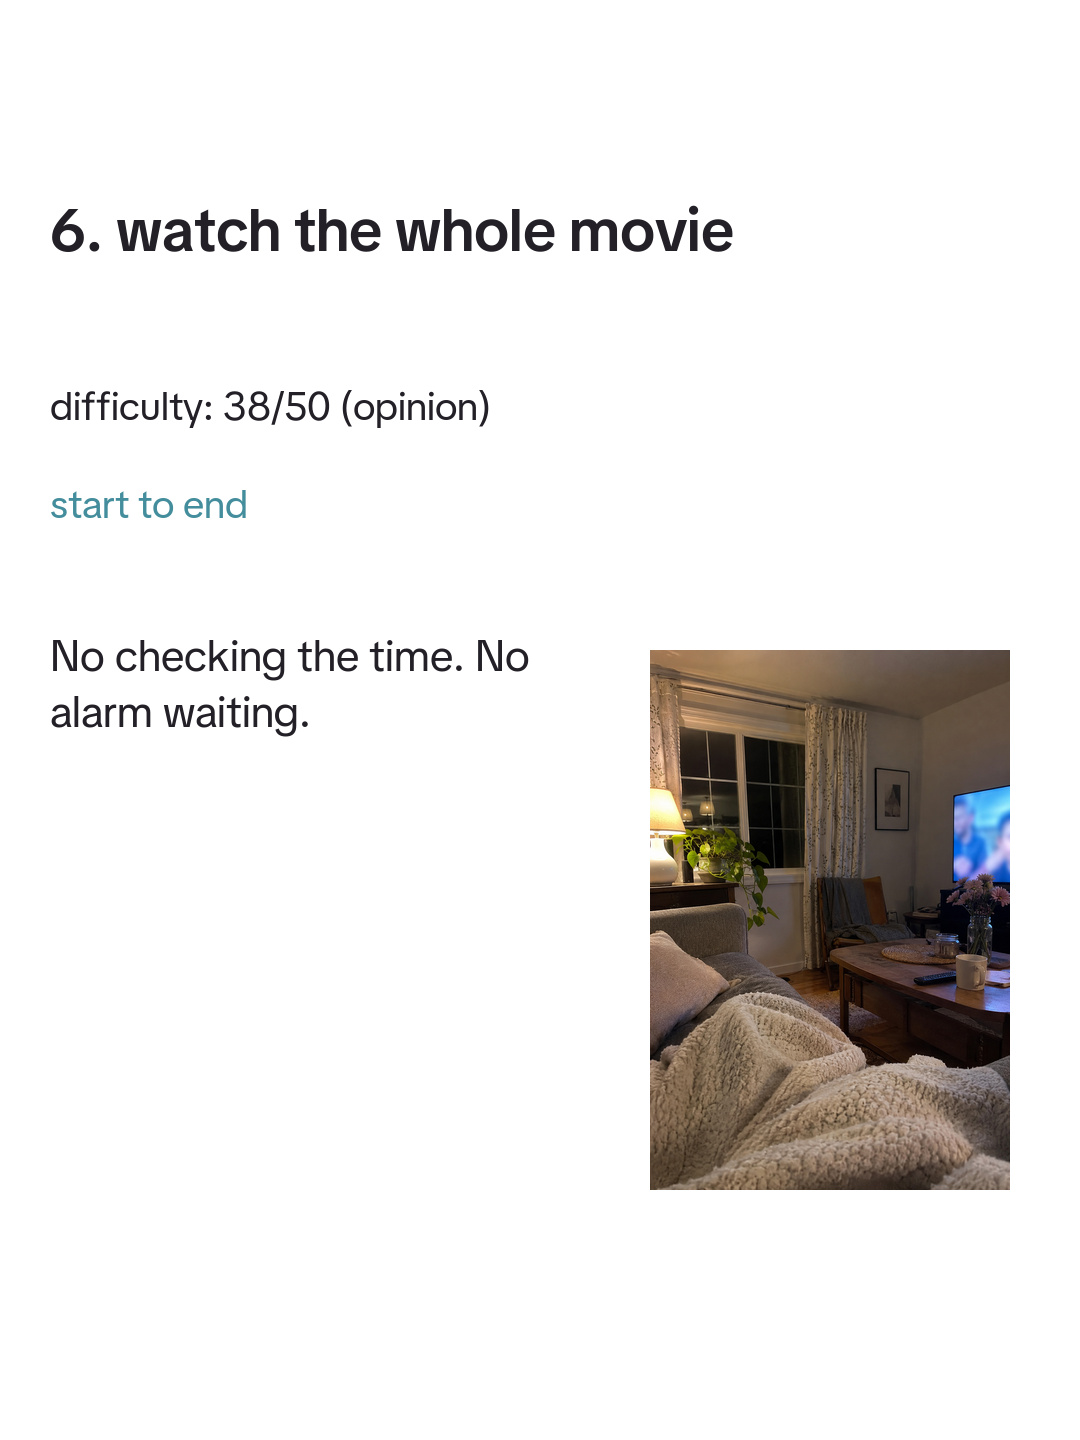 6. watch the whole movie
difficulty: 38/50 (opinion)
start to end
No checking the time. No
alarm waiting.